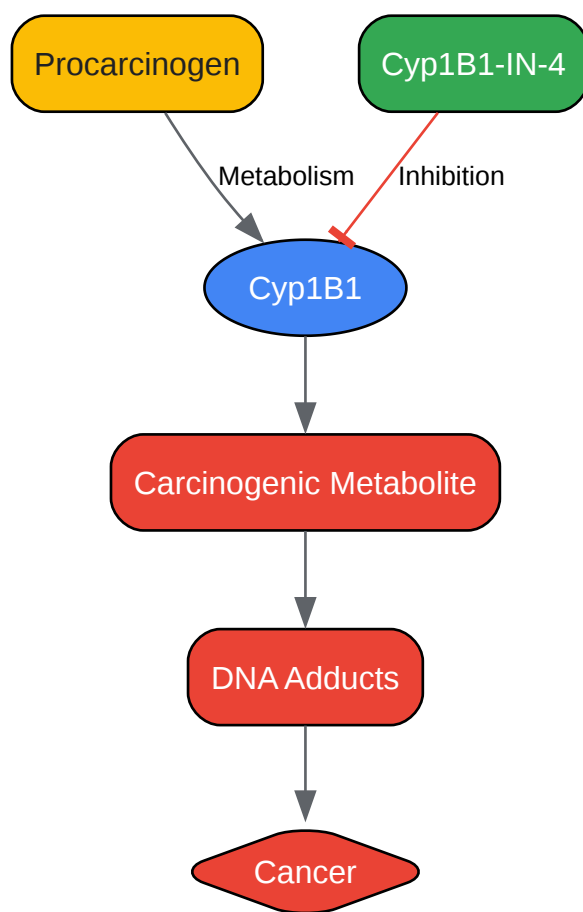 Procarcinogen
Cyp1B1-IN-4
Metabolism
Inhibition
Cyp1B1
Carcinogenic Metabolite
DNA Adducts
Cancer